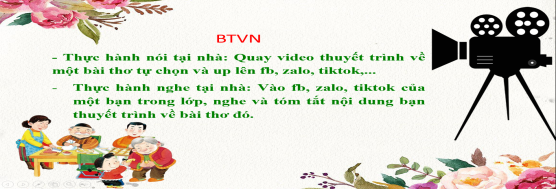 BTVN
- Thực hành nói tại nhà: Quay video thuyết trình về
một bài thơ tự chọn và up lên fb, zalo, tiktok,...
- Thực hành nghe tại nhà: Vào fb, zalo, tiktok của
một bạn trong lớp, nghe và tóm tắt nội dung bạn
thuyết trình về bài thơ đó.